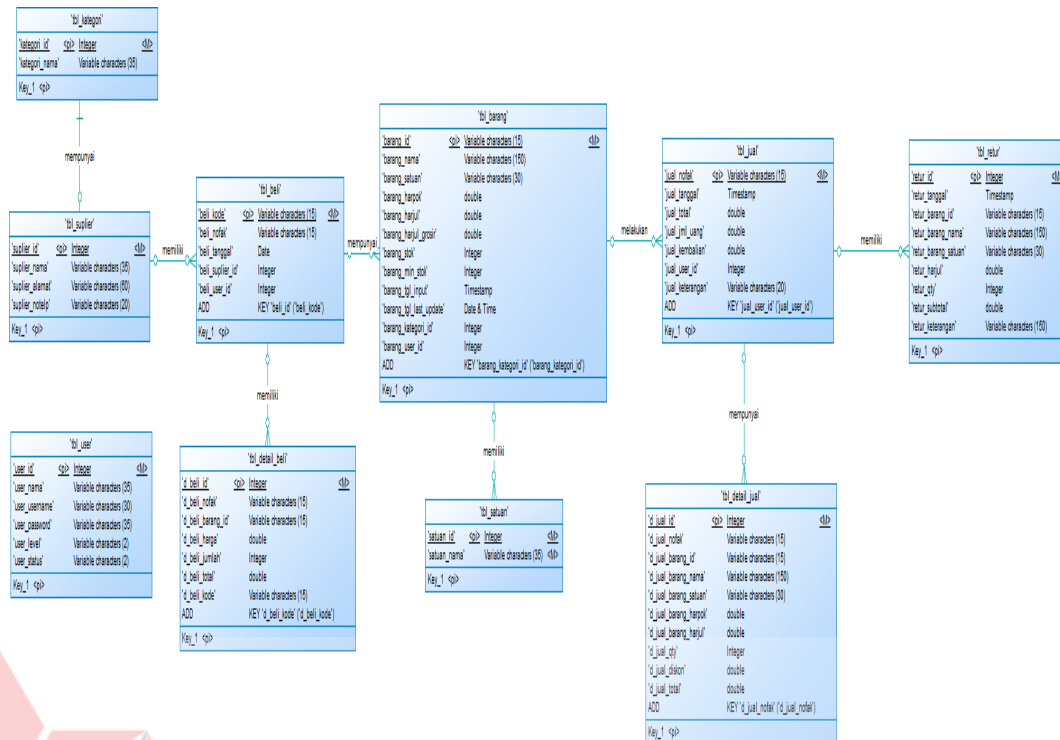 'tbl_kategori'
'kategori_id' <pi> Integer <M>
'kategori_nama' Variable characters (35)
Key_1 <pi>
mempunyai
'tbl_suplier'
'suplier_id' <pi> Integer <M>
'suplier_nama' Variable characters (35)
'suplier_alamat' Variable characters (60)
'suplier_notelp' Variable characters (20)
Key_1 <pi>
memiliki
'tbl_beli'
'beli_kode' <pi> Variable characters (15) <M>
'beli_nofak' Variable characters (15)
'beli_tanggal' Date
'beli_suplier_id' Integer
'beli_user_id' Integer
ADD KEY 'beli_id' ('beli_kode')
Key_1 <pi>
mempunyai
'tbl_barang'
'barang_id' <pi> Variable characters (15) <M>
'barang_nama' Variable characters (150)
'barang_satuan' Variable characters (30)
'barang_harpok' double
'barang_harjul' double
'barang_harjul_grosir' double
'barang_stok' Integer
'barang_min_stok' Integer
'barang_tgl_input' Timestamp
'barang_tgl_last_update' Date & Time
'barang_kategori_id' Integer
'barang_user_id' Integer
ADD KEY 'barang_kategori_id' ('barang_kategori_id')
Key_1 <pi>
melakukan
'tbl_jual'
'jual_nofak' <pi> Variable characters (15) <M>
'jual_tanggal' Timestamp
'jual_total' double
'jual_jml_uang' double
'jual_kembalian' double
'jual_user_id' Integer
'jual_keterangan' Variable characters (20)
ADD KEY 'jual_user_id' ('jual_user_id')
Key_1 <pi>
memiliki
'tbl_retur'
'retur_id' <pi> Integer <M>
'retur_tanggal' Timestamp
'retur_barang_id' Variable characters (15)
'retur_barang_nama' Variable characters (150)
'retur_barang_satuan' Variable characters (30)
'retur_harjul' double
'retur_qty' Integer
'retur_subtotal' double
'retur_keterangan' Variable characters (150)
Key_1 <pi>
memiliki
memiliki
mempunyai
'tbl_user'
'user_id' <pi> Integer <M>
'user_nama' Variable characters (35)
'user_username' Variable characters (30)
'user_password' Variable characters (35)
'user_level' Variable characters (2)
'user_status' Variable characters (2)
Key_1 <pi>
'tbl_detail_beli'
'd_beli_id' <pi> Integer <M>
'd_beli_nofak' Variable characters (15)
'd_beli_barang_id' Variable characters (15)
'd_beli_harga' double
'd_beli_jumlah' Integer
'd_beli_total' double
'd_beli_kode' Variable characters (15)
ADD KEY 'd_beli_kode' ('d_beli_kode')
Key_1 <pi>
'tbl_satuan'
'satuan_id' <pi> Integer <M>
'satuan_nama' Variable characters (35) <M>
Key_1 <pi>
'tbl_detail_jual'
'd_jual_id' <pi> Integer <M>
'd_jual_nofak' Variable characters (15)
'd_jual_barang_id' Variable characters (15)
'd_jual_barang_nama' Variable characters (150)
'd_jual_barang_satuan' Variable characters (30)
'd_jual_barang_harpok' double
'd_jual_barang_harjul' double
'd_jual_qty' Integer
'd_jual_diskon' double
'd_jual_total' double
ADD KEY 'd_jual_nofak' ('d_jual_nofak')
Key_1 <pi>